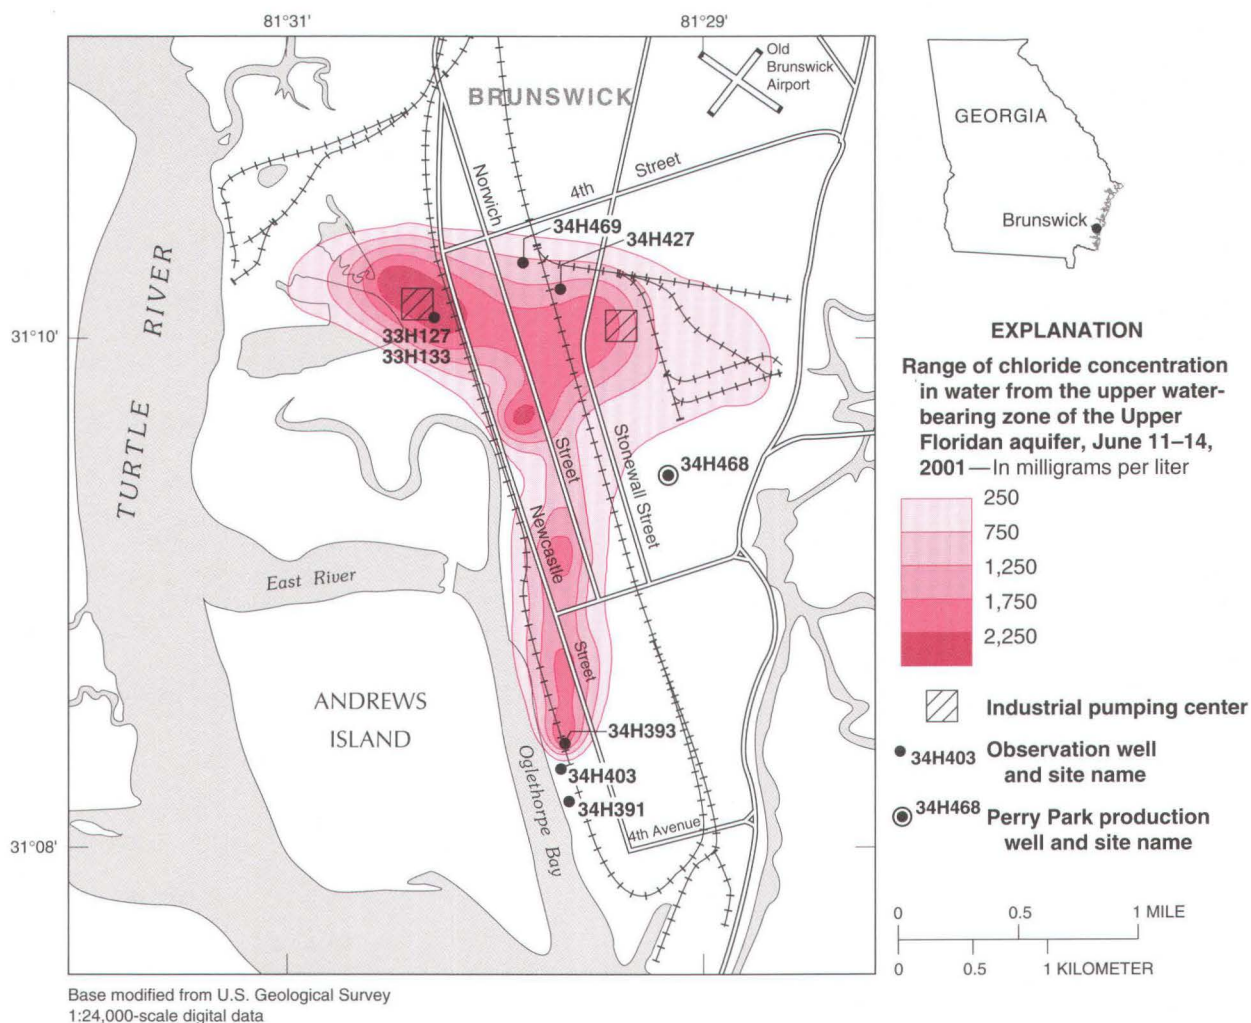 81°31'
81°29'
Old
Brunswick
Airport
BRUNSWICK
4th
Street
Norwich
34H469
34H427
31°10'
33H127
33H133
TURTLE RIVER
Street
Stonewall Street
34H468
Newcastle
East River
Street
ANDREWS
ISLAND
34H393
34H403
34H391
Oglethorpe Bay
4th Avenue
31°08'
Base modified from U.S. Geological Survey
1:24,000-scale digital data
GEORGIA
Brunswick
EXPLANATION
Range of chloride concentration
in water from the upper water-
bearing zone of the Upper
Floridan aquifer, June 11–14,
2001—In milligrams per liter
250
750
1,250
1,750
2,250
Industrial pumping center
34H403 Observation well
and site name
34H468 Perry Park production
well and site name
0 0.5 1 MILE
0 0.5 1 KILOMETER